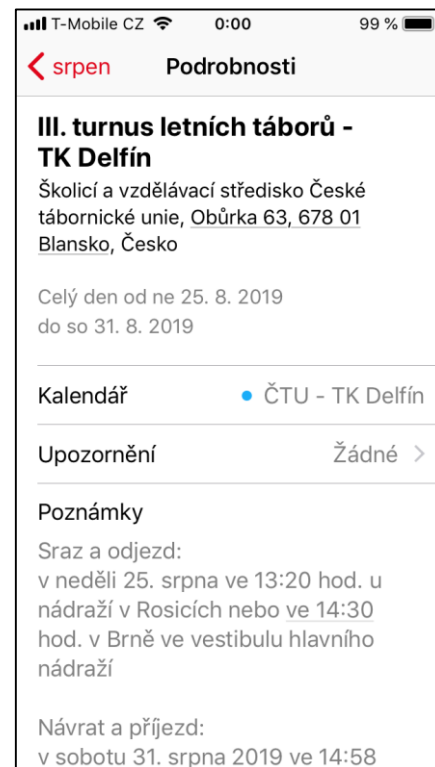 T-Mobile CZ 0:00 99 %
srpen Podrobnosti
III. turnus letních táborů -
TK Delfín
Školicí a vzdělávací středisko České
tábornické unie, Obůrka 63, 678 01
Blansko, Česko
Celý den od ne 25. 8. 2019
do so 31. 8. 2019
Kalendář • ČTU - TK Delfín
Upozornění Žádné >
Poznámky
Sraz a odjezd:
v neděli 25. srpna ve 13:20 hod. u
nádraží v Rosicích nebo ve 14:30
hod. v Brně ve vestibulu hlavního
nádraží
Návrat a příjezd:
v sobotu 31. srpna 2019 ve 14:58